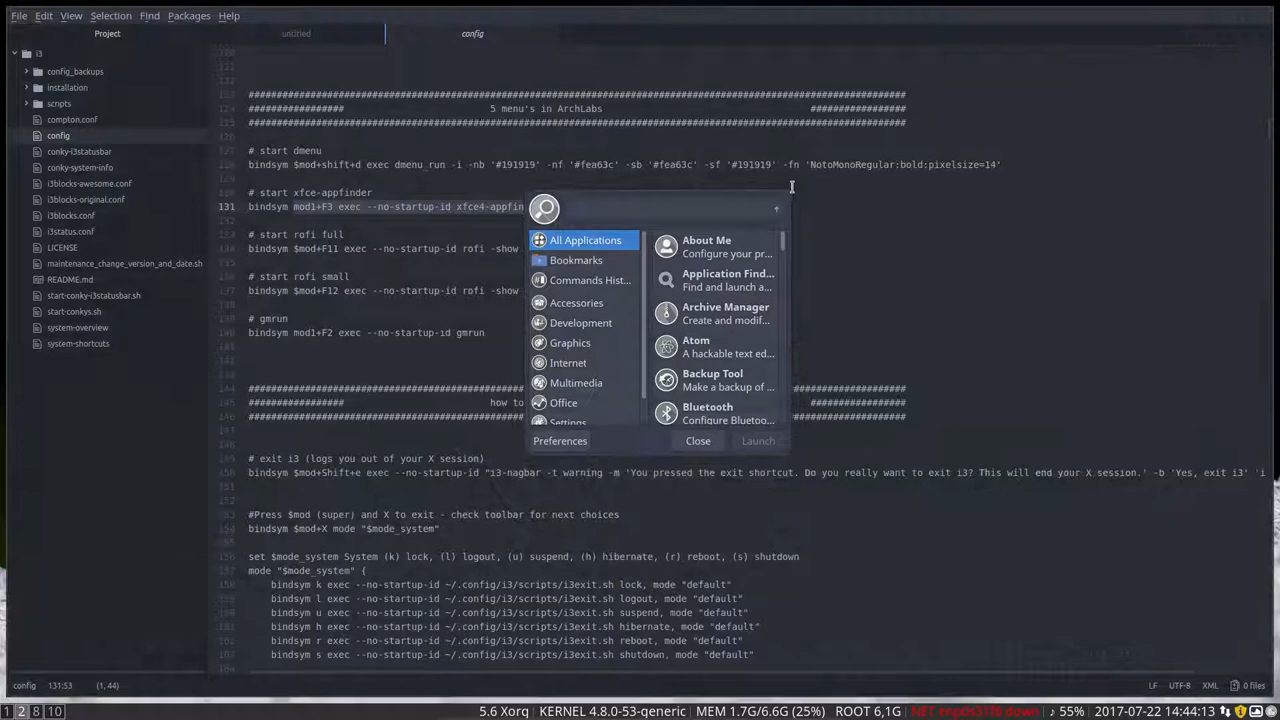 File Edit View Selection Find Packages Help
Project
untitled
config
i3
config_backups
installation
scripts
compton.conf
config
conky-i3statusbar
conky-system-info
i3blocks-awesome.conf
i3blocks-original.conf
i3blocks.conf
i3status.conf
LICENSE
maintenance_change_version_and_date.sh
README.md
start-conky-i3statusbar.sh
start-conkys.sh
system-overview
system-shortcuts
##################################################################################################################
################# 5 menu's in ArchLabs ################
##################################################################################################################
# start dmenu
bindsym $mod+shift+d exec dmenu_run -i -nb '#191919' -nf '#fea63c' -sb '#fea63c' -sf '#191919' -fn 'NotoMonoRegular:bold:pixelsize=14'
# start xfce-appfinder
131 bindsym mod1+F3 exec --no-startup-id xfce4-appfin
# start rofi full
bindsym $mod+F11 exec --no-startup-id rofi -show
# start rofi small
bindsym $mod+F12 exec --no-startup-id rofi -show
# gmrun
bindsym mod1+F2 exec --no-startup-id gmrun
################# how to ################
# exit i3 (logs you out of your X session)
bindsym $mod+Shift+e exec --no-startup-id "i3-nagbar -t warning -m 'You pressed the exit shortcut. Do you really want to exit i3? This will end your X session.' -b 'Yes, exit i3' 'i
#Press $mod (super) and X to exit - check toolbar for next choices
bindsym $mod+X mode "$mode_system"
set $mode_system System (k) lock, (l) logout, (u) suspend, (h) hibernate, (r) reboot, (s) shutdown
mode "$mode_system" {
bindsym k exec --no-startup-id ~/.config/i3/scripts/i3exit.sh lock, mode "default"
bindsym l exec --no-startup-id ~/.config/i3/scripts/i3exit.sh logout, mode "default"
bindsym u exec --no-startup-id ~/.config/i3/scripts/i3exit.sh suspend, mode "default"
bindsym h exec --no-startup-id ~/.config/i3/scripts/i3exit.sh hibernate, mode "default"
bindsym r exec --no-startup-id ~/.config/i3/scripts/i3exit.sh reboot, mode "default"
bindsym s exec --no-startup-id ~/.config/i3/scripts/i3exit.sh shutdown, mode "default"
All Applications
Bookmarks
Commands Hist...
Accessories
Development
Graphics
Internet
Multimedia
Office
Settings
About Me
Configure your pr...
Application Find...
Find and launch a...
Archive Manager
Create and modif...
Atom
A hackable text ed...
Backup Tool
Make a backup of ...
Bluetooth
Configure Bluetoo...
Preferences Close Launch
config 131:53 (1, 44) LF UTF-8 XML 0 files
1 2 8 10 5.6 Xorg KERNEL 4.8.0-53-generic MEM 1.7G/6.6G (25%) ROOT 6,1G NET enp0s31f6 down ♪ 55% 2017-07-22 14:44:13